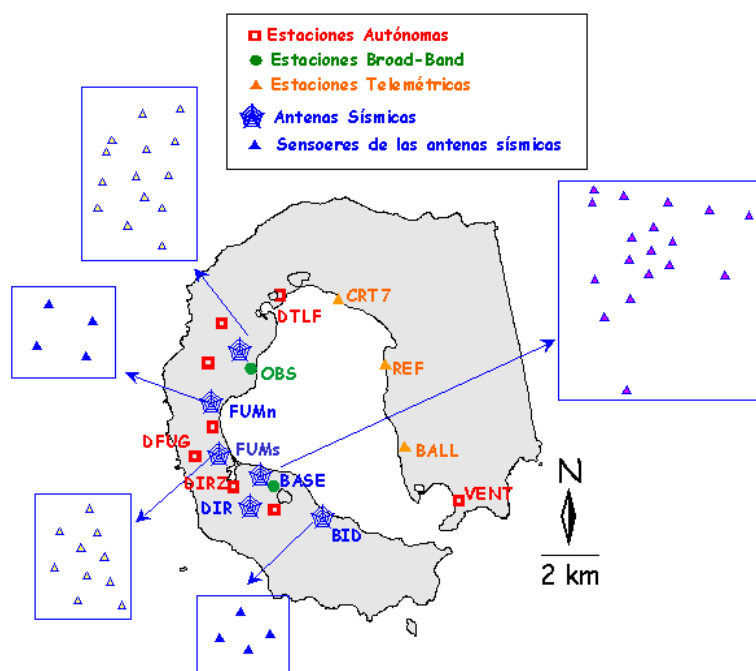 Estaciones Autónomas
Estaciones Broad-Band
Estaciones Telemétricas
Antenas Sísmicas
Sensoeres de las antenas sísmicas
CRT7
DTLF
OBS
REF
FUMn
DFUG
FUMs
BALL
DIRZ
BASE
VENT
DIR
BID
N
2 km